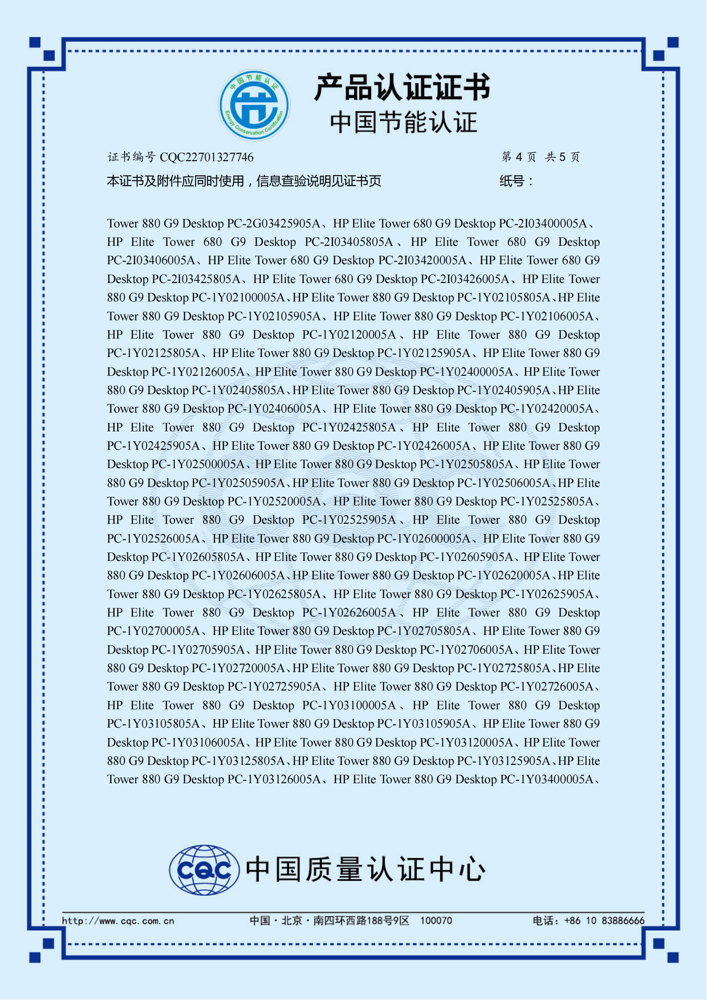 中国节能认证
Energy Conservation Certification
产品认证证书
中国节能认证
证书编号 CQC22701327746 第 4 页 共 5 页
本证书及附件应同时使用，信息查验说明见证书页 纸号：
Tower 880 G9 Desktop PC-2G03425905A、HP Elite Tower 680 G9 Desktop PC-2I03400005A、
HP Elite Tower 680 G9 Desktop PC-2I03405805A、HP Elite Tower 680 G9 Desktop
PC-2I03406005A、HP Elite Tower 680 G9 Desktop PC-2I03420005A、HP Elite Tower 680 G9
Desktop PC-2I03425805A、HP Elite Tower 680 G9 Desktop PC-2I03426005A、HP Elite Tower
880 G9 Desktop PC-1Y02100005A、HP Elite Tower 880 G9 Desktop PC-1Y02105805A、HP Elite
Tower 880 G9 Desktop PC-1Y02105905A、HP Elite Tower 880 G9 Desktop PC-1Y02106005A、
HP Elite Tower 880 G9 Desktop PC-1Y02120005A、HP Elite Tower 880 G9 Desktop
PC-1Y02125805A、HP Elite Tower 880 G9 Desktop PC-1Y02125905A、HP Elite Tower 880 G9
Desktop PC-1Y02126005A、HP Elite Tower 880 G9 Desktop PC-1Y02400005A、HP Elite Tower
880 G9 Desktop PC-1Y02405805A、HP Elite Tower 880 G9 Desktop PC-1Y02405905A、HP Elite
Tower 880 G9 Desktop PC-1Y02406005A、HP Elite Tower 880 G9 Desktop PC-1Y02420005A、
HP Elite Tower 880 G9 Desktop PC-1Y02425805A、HP Elite Tower 880 G9 Desktop
PC-1Y02425905A、HP Elite Tower 880 G9 Desktop PC-1Y02426005A、HP Elite Tower 880 G9
Desktop PC-1Y02500005A、HP Elite Tower 880 G9 Desktop PC-1Y02505805A、HP Elite Tower
880 G9 Desktop PC-1Y02505905A、HP Elite Tower 880 G9 Desktop PC-1Y02506005A、HP Elite
Tower 880 G9 Desktop PC-1Y02520005A、HP Elite Tower 880 G9 Desktop PC-1Y02525805A、
HP Elite Tower 880 G9 Desktop PC-1Y02525905A、HP Elite Tower 880 G9 Desktop
PC-1Y02526005A、HP Elite Tower 880 G9 Desktop PC-1Y02600005A、HP Elite Tower 880 G9
Desktop PC-1Y02605805A、HP Elite Tower 880 G9 Desktop PC-1Y02605905A、HP Elite Tower
880 G9 Desktop PC-1Y02606005A、HP Elite Tower 880 G9 Desktop PC-1Y02620005A、HP Elite
Tower 880 G9 Desktop PC-1Y02625805A、HP Elite Tower 880 G9 Desktop PC-1Y02625905A、
HP Elite Tower 880 G9 Desktop PC-1Y02626005A、HP Elite Tower 880 G9 Desktop
PC-1Y02700005A、HP Elite Tower 880 G9 Desktop PC-1Y02705805A、HP Elite Tower 880 G9
Desktop PC-1Y02705905A、HP Elite Tower 880 G9 Desktop PC-1Y02706005A、HP Elite Tower
880 G9 Desktop PC-1Y02720005A、HP Elite Tower 880 G9 Desktop PC-1Y02725805A、HP Elite
Tower 880 G9 Desktop PC-1Y02725905A、HP Elite Tower 880 G9 Desktop PC-1Y02726005A、
HP Elite Tower 880 G9 Desktop PC-1Y03100005A、HP Elite Tower 880 G9 Desktop
PC-1Y03105805A、HP Elite Tower 880 G9 Desktop PC-1Y03105905A、HP Elite Tower 880 G9
Desktop PC-1Y03106005A、HP Elite Tower 880 G9 Desktop PC-1Y03120005A、HP Elite Tower
880 G9 Desktop PC-1Y03125805A、HP Elite Tower 880 G9 Desktop PC-1Y03125905A、HP Elite
Tower 880 G9 Desktop PC-1Y03126005A、HP Elite Tower 880 G9 Desktop PC-1Y03400005A、
CQC 中国质量认证中心
http://www.cqc.com.cn 中国·北京·南四环西路188号9区 100070 电话：+86 10 83886666